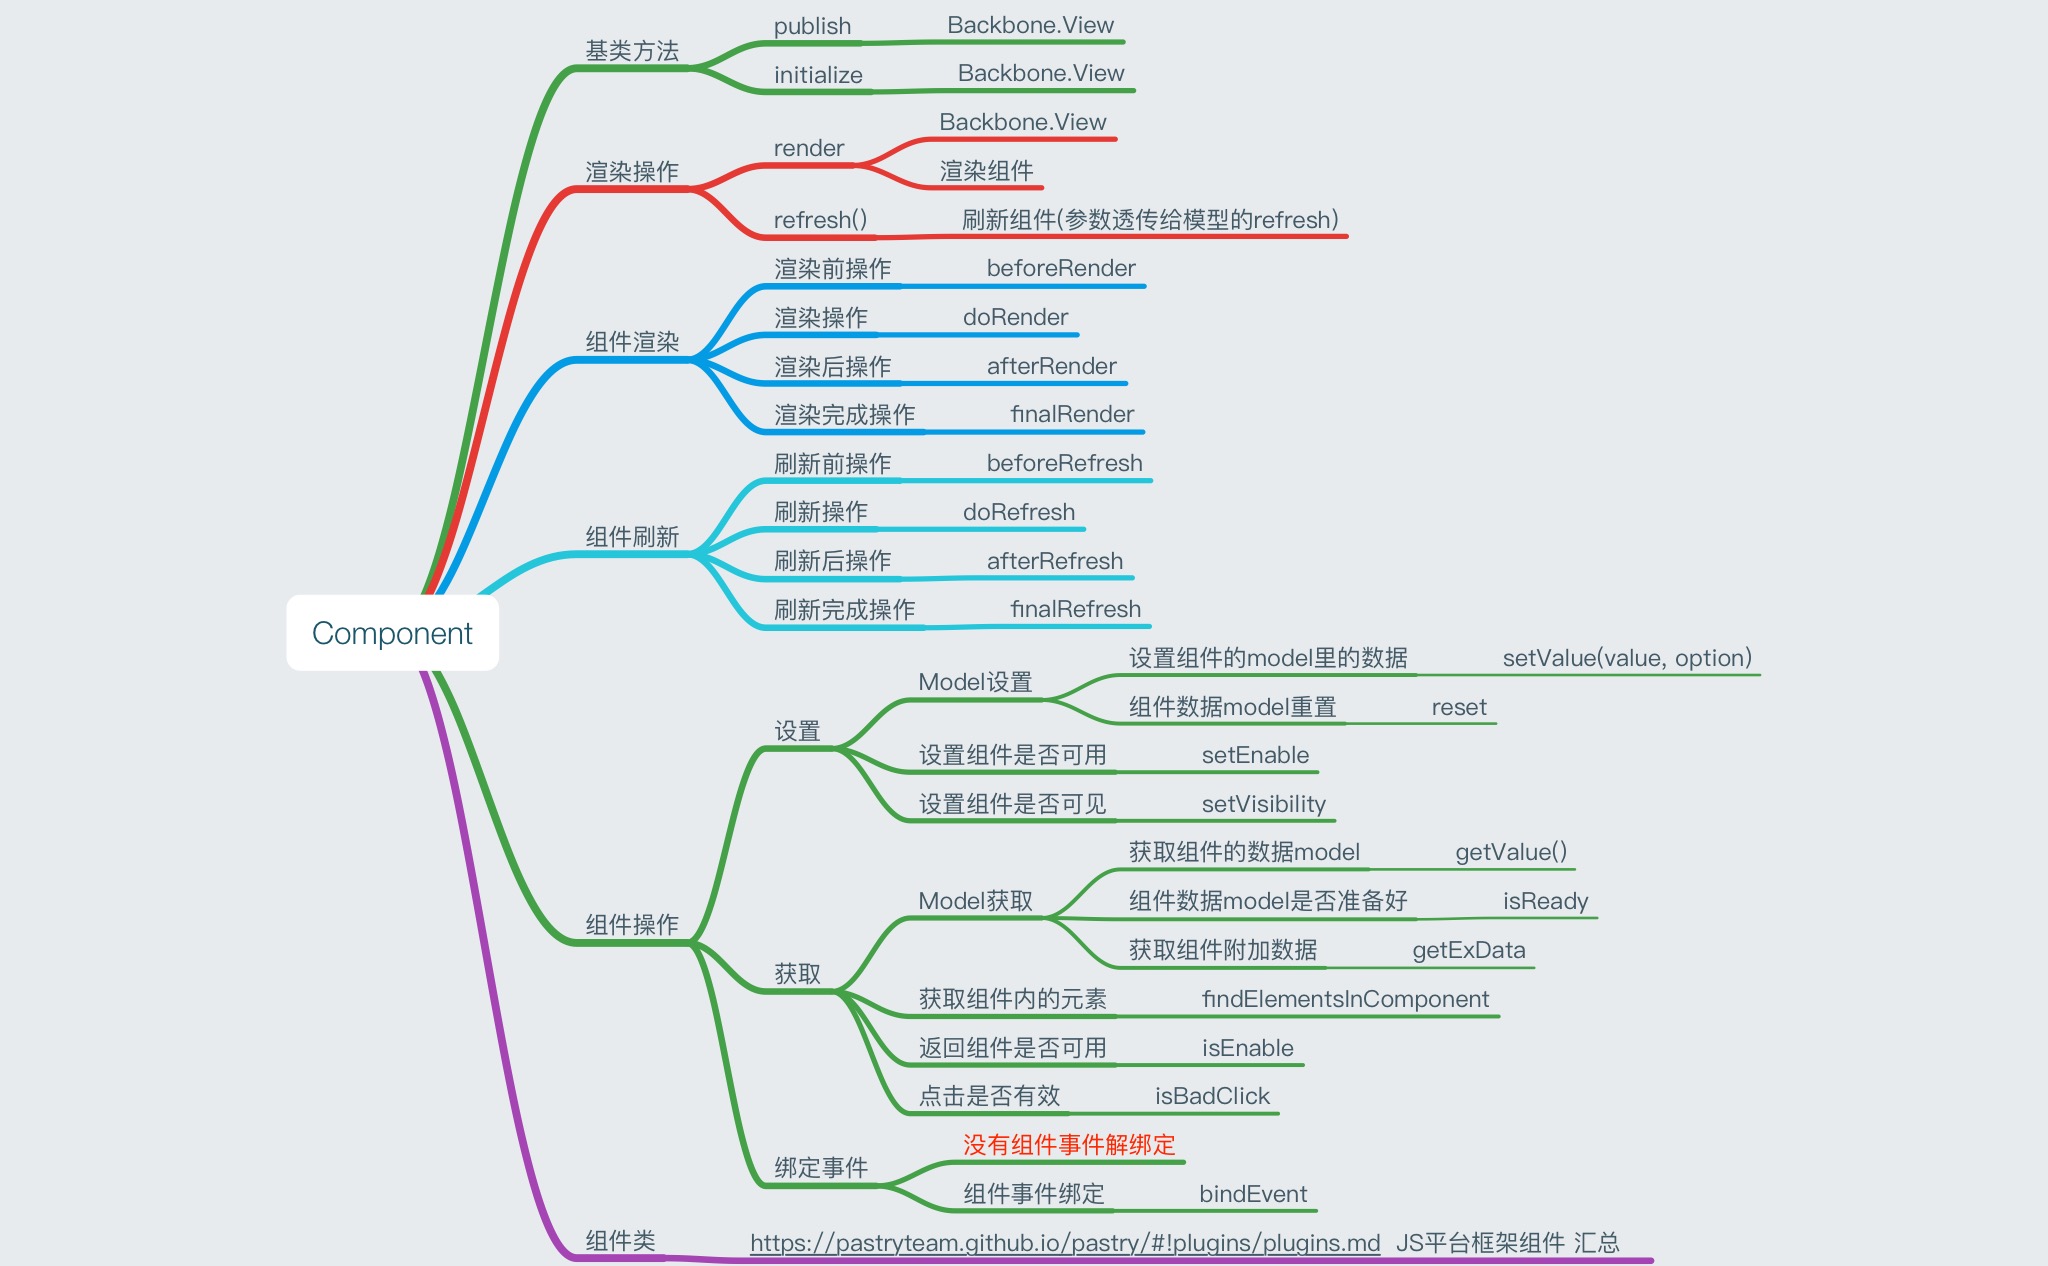 Component
基类方法
publish
Backbone.View
initialize
Backbone.View
渲染操作
render
Backbone.View
渲染组件
refresh()
刷新组件(参数透传给模型的refresh)
组件渲染
渲染前操作
beforeRender
渲染操作
doRender
渲染后操作
afterRender
渲染完成操作
finalRender
组件刷新
刷新前操作
beforeRefresh
刷新操作
doRefresh
刷新后操作
afterRefresh
刷新完成操作
finalRefresh
组件操作
设置
Model设置
设置组件的model里的数据
setValue(value, option)
组件数据model重置
reset
设置组件是否可用
setEnable
设置组件是否可见
setVisibility
获取
Model获取
获取组件的数据model
getValue()
组件数据model是否准备好
isReady
获取组件附加数据
getExData
获取组件内的元素
findElementsInComponent
返回组件是否可用
isEnable
点击是否有效
isBadClick
绑定事件
没有组件事件解绑定
组件事件绑定
bindEvent
组件类
https://pastryteam.github.io/pastry/#!plugins/plugins.md JS平台框架组件 汇总